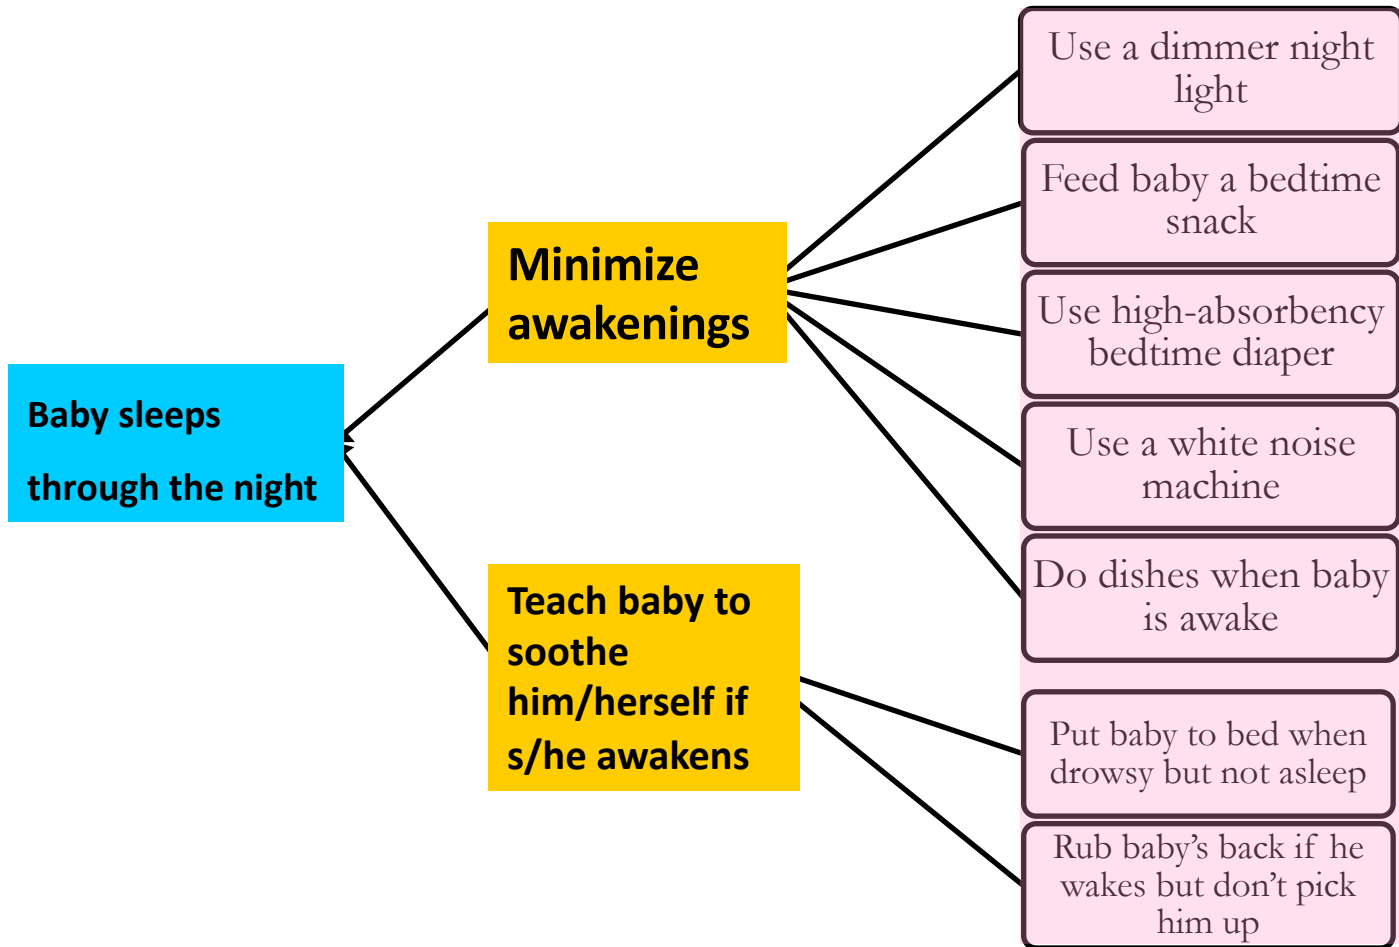 Baby sleeps
through the night
Minimize
awakenings
Teach baby to
soothe
him/herself if
s/he awakens
Use a dimmer night
light
Feed baby a bedtime
snack
Use high-absorbency
bedtime diaper
Use a white noise
machine
Do dishes when baby
is awake
Put baby to bed when
drowsy but not asleep
Rub baby’s back if he
wakes but don’t pick
him up